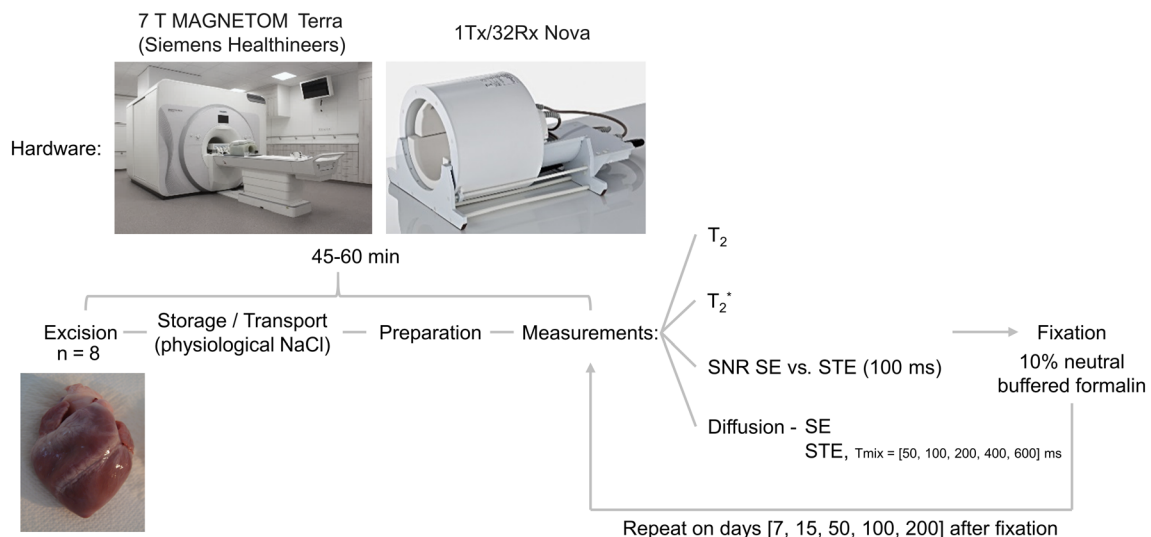 7 T MAGNETOM Terra
(Siemens Healthineers)
1Tx/32Rx Nova
Hardware:
45-60 min
Excision
n = 8
Storage / Transport
(physiological NaCl)
Preparation
Measurements:
T2
T2*
SNR SE vs. STE (100 ms)
Diffusion - SE
STE, Tmix = [50, 100, 200, 400, 600] ms
Fixation
10% neutral
buffered formalin
Repeat on days [7, 15, 50, 100, 200] after fixation